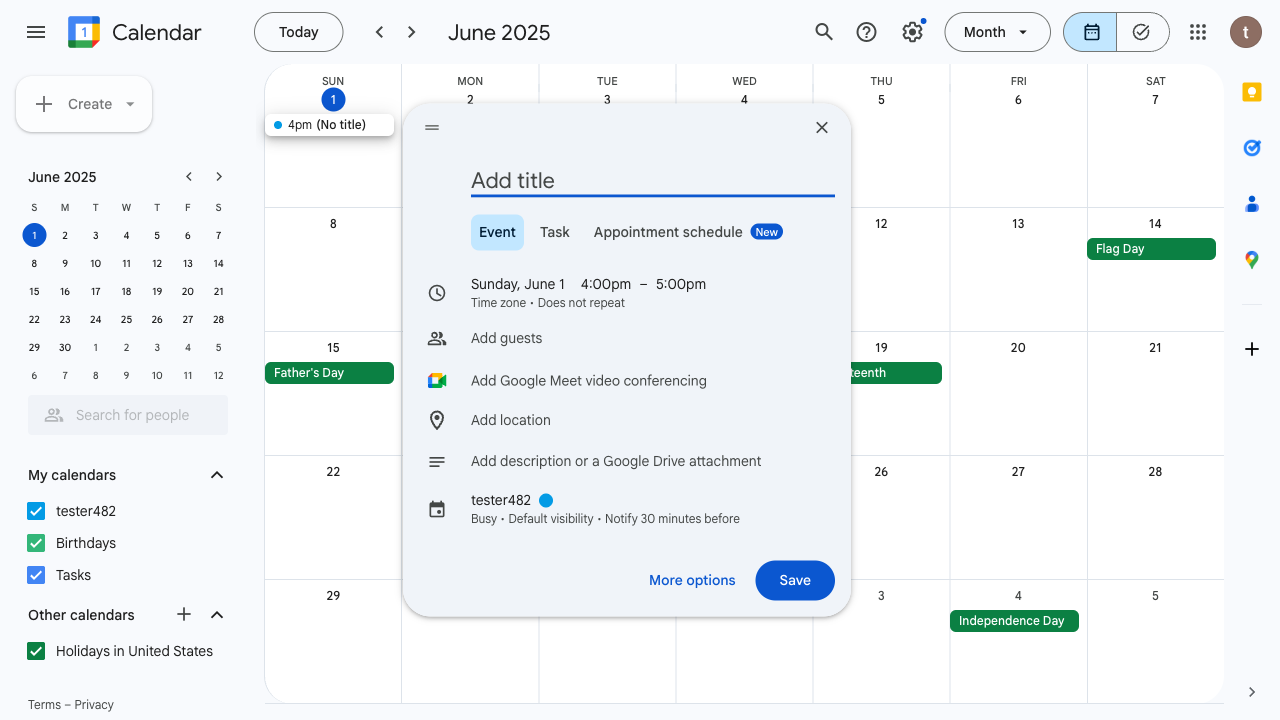 1 Calendar Today June 2025 Month t
Create
SUN MON TUE WED THU FRI SAT
1 2 3 4 5 6 7
4pm (No title)
June 2025
S M T W T F S
1 2 3 4 5 6 7
8 9 10 11 12 13 14
15 16 17 18 19 20 21
22 23 24 25 26 27 28
29 30 1 2 3 4 5
6 7 8 9 10 11 12
Search for people
My calendars
tester482
Birthdays
Tasks
Other calendars
Holidays in United States
Terms – Privacy
Add title
Event Task Appointment schedule New
Sunday, June 1 4:00pm – 5:00pm
Time zone • Does not repeat
Add guests
Add Google Meet video conferencing
Add location
Add description or a Google Drive attachment
tester482
Busy • Default visibility • Notify 30 minutes before
More options Save
8 12 13 14
Flag Day
15 19 20 21
Father's Day teenth
22 26 27 28
29 3 4 5
Independence Day